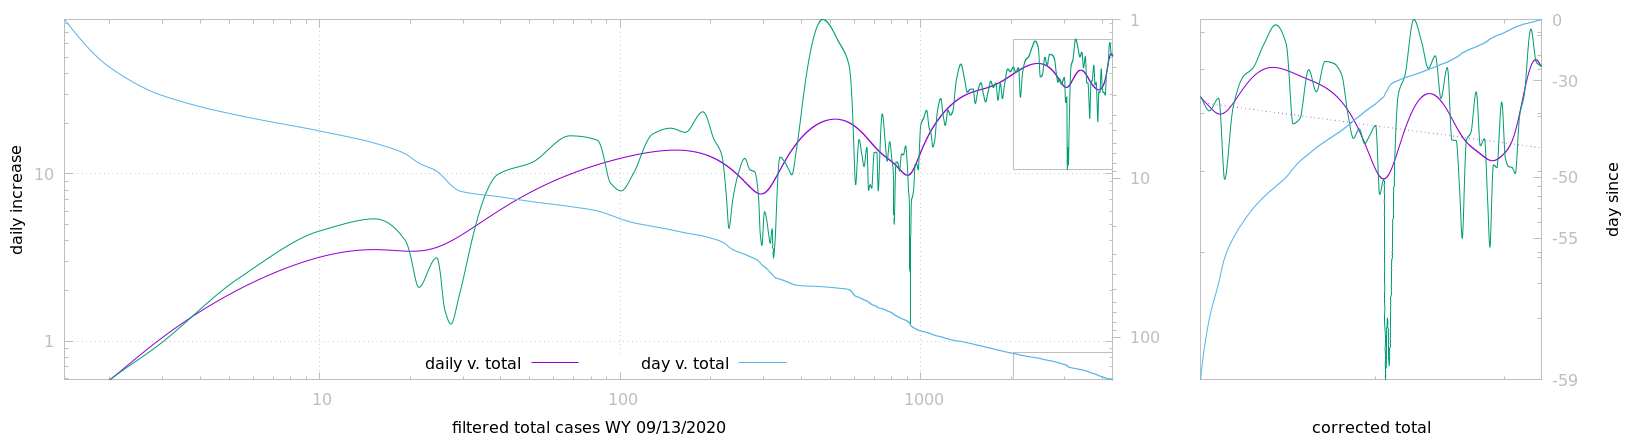 daily increase
10
1
daily v. total
day v. total
10
100
1000
filtered total cases WY 09/13/2020
1
10
100
0
-30
-50
-55
-59
day since
corrected total